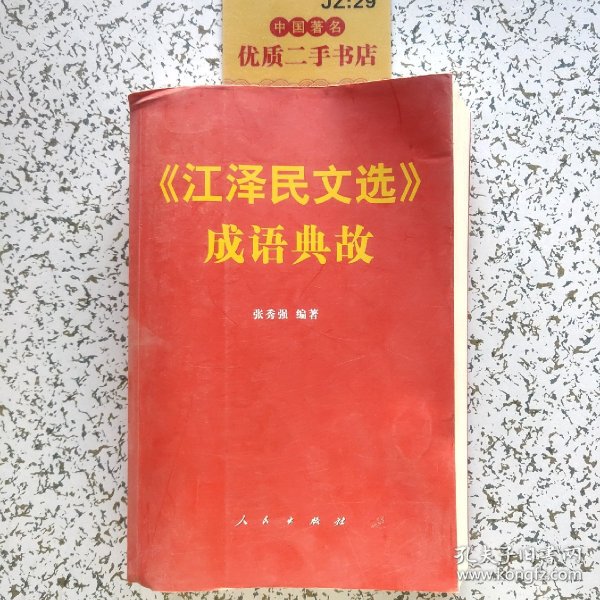 JZ:29
中国著名
优质二手书店
《江泽民文选》
成语典故
张秀强 编著
人民出版社
孔夫子旧书网
www.kongfz.com